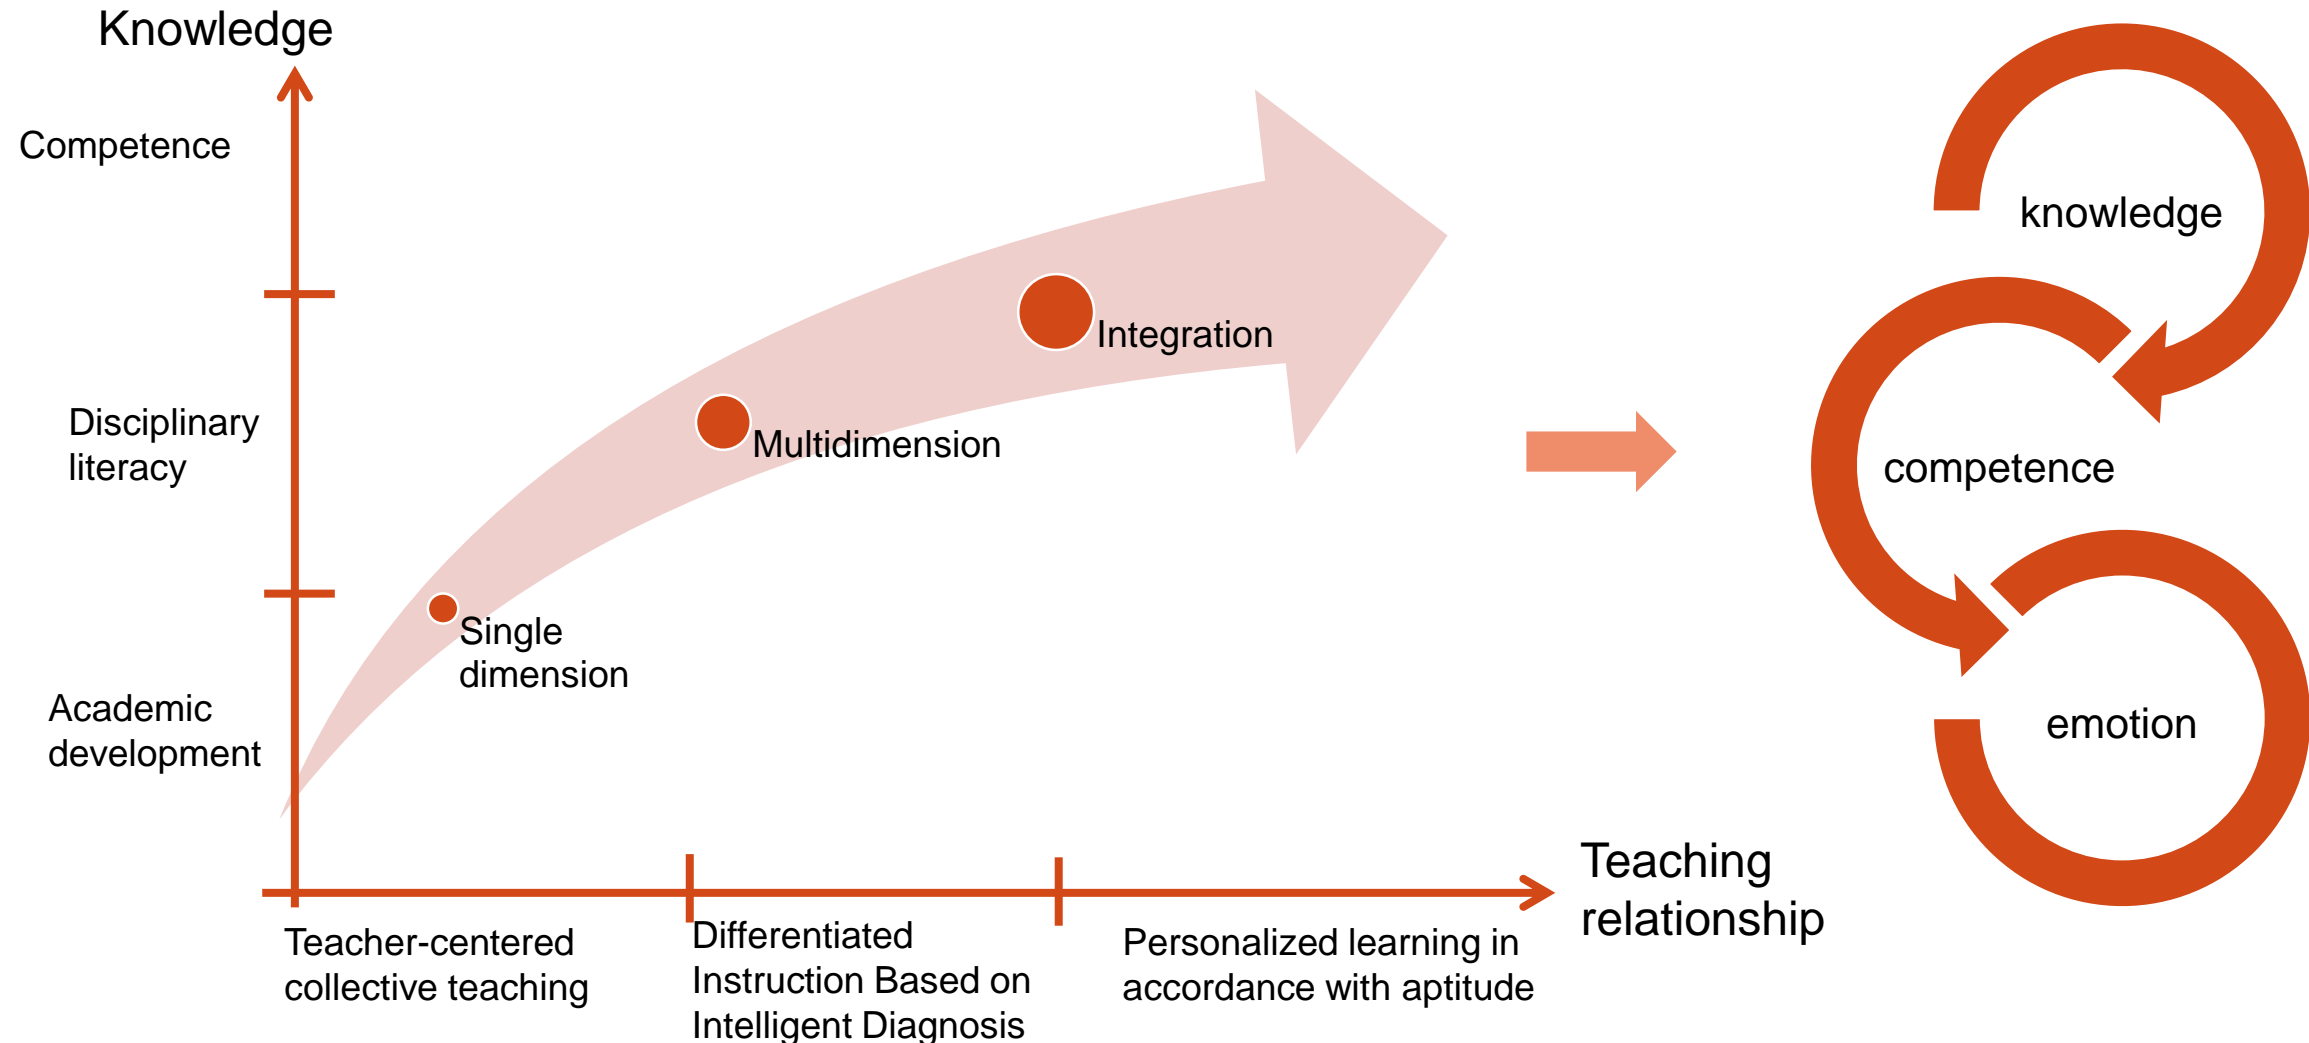 Knowledge
Competence
Disciplinary
literacy
Academic
development
Single
dimension
Multidimension
Integration
Teacher-centered
collective teaching
Differentiated
Instruction Based on
Intelligent Diagnosis
Personalized learning in
accordance with aptitude
Teaching
relationship
knowledge
competence
emotion